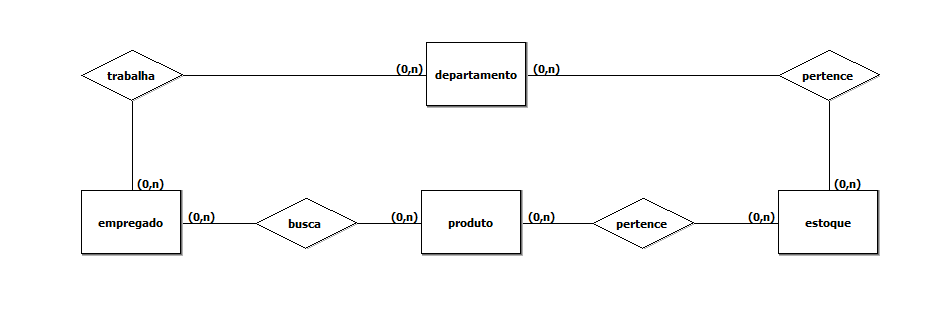 trabalha
(0,n)
departamento
(0,n)
pertence
(0,n)
(0,n)
empregado
(0,n)
busca
(0,n)
produto
(0,n)
pertence
(0,n)
estoque